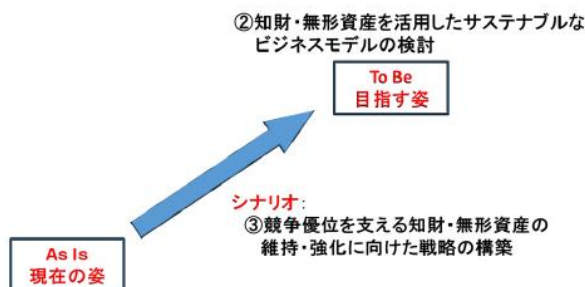 ②知財・無形資産を活用したサステナブルな
ビジネスモデルの検討
To Be
目指す姿
シナリオ:
③競争優位を支える知財・無形資産の
維持・強化に向けた戦略の構築
As Is
現在の姿